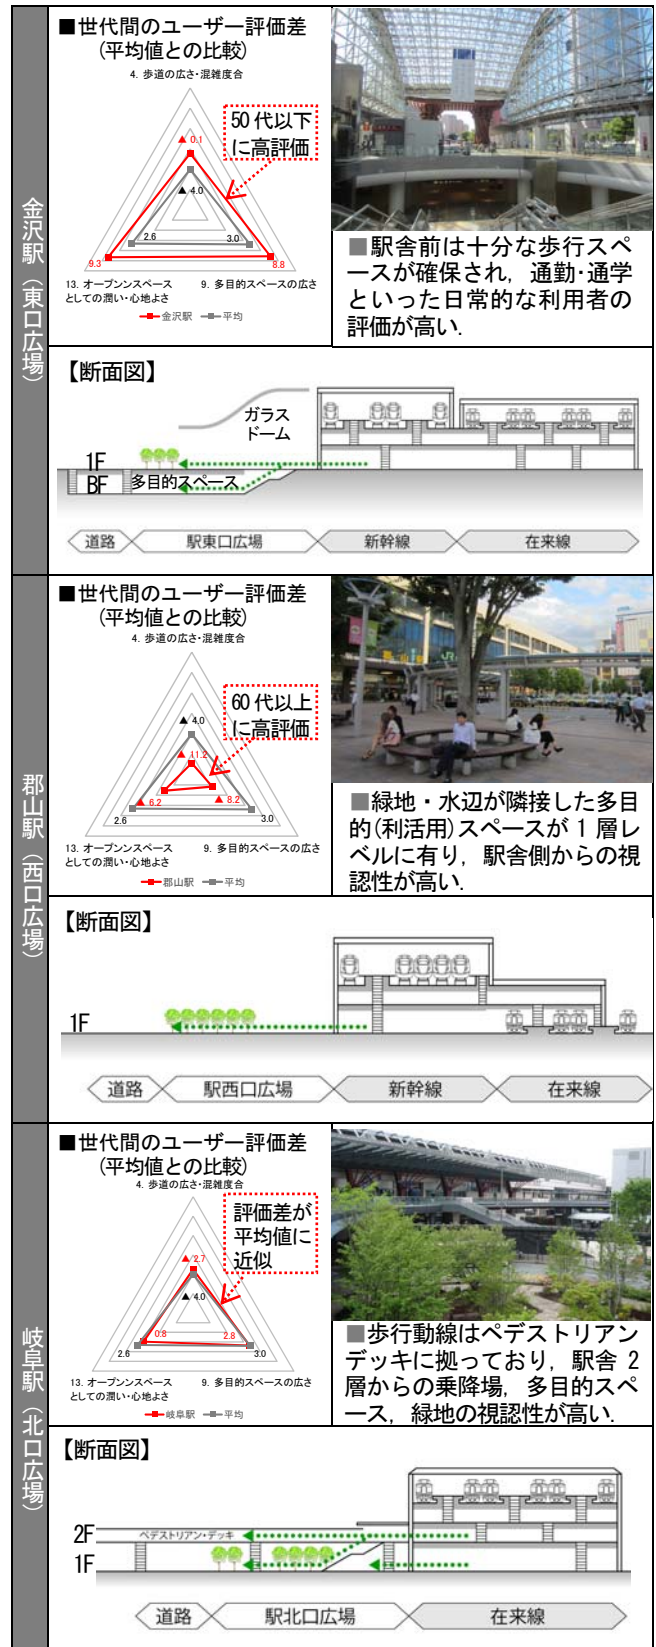 金沢駅（東口広場）
■世代間のユーザー評価差
(平均値との比較)
4. 歩道の広さ・混雑度合
50代以下
に高評価
▲ 0.1
▲ 4.0
2.6
3.0
9.3
8.8
13. オープンスペース
としての潤い・心地よさ
9. 多目的スペースの広さ
金沢駅
平均
■駅舎前は十分な歩行スペ
ースが確保され，通勤・通学
といった日常的な利用者の
評価が高い．
【断面図】
ガラス
ドーム
1F
BF
多目的スペース
道路
駅東口広場
新幹線
在来線
郡山駅（西口広場）
■世代間のユーザー評価差
(平均値との比較)
4. 歩道の広さ・混雑度合
60代以上
に高評価
▲ 4.0
▲ 11.2
▲ 6.2
▲ 8.2
2.6
3.0
13. オープンスペース
としての潤い・心地よさ
9. 多目的スペースの広さ
郡山駅
平均
■緑地・水辺が隣接した多目
的(利活用)スペースが1層レ
ベルに有り，駅舎側からの視
認性が高い．
【断面図】
1F
道路
駅西口広場
新幹線
在来線
岐阜駅（北口広場）
■世代間のユーザー評価差
(平均値との比較)
4. 歩道の広さ・混雑度合
評価差が
平均値に
近似
▲ 2.7
▲ 4.0
0.8
2.8
2.6
3.0
13. オープンスペース
としての潤い・心地よさ
9. 多目的スペースの広さ
岐阜駅
平均
■歩行動線はペデストリアン
デッキに拠っており，駅舎2
層からの乗降場，多目的スペ
ース，緑地の視認性が高い．
【断面図】
2F
ペデストリアン・デッキ
1F
道路
駅北口広場
在来線